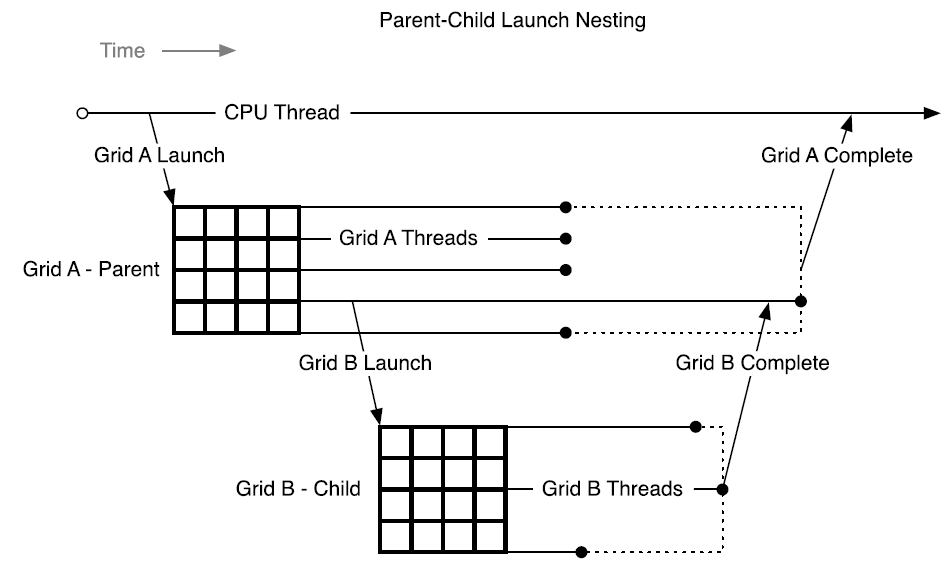 Parent-Child Launch Nesting
Time
CPU Thread
Grid A Launch
Grid A Complete
Grid A Threads
Grid A - Parent
Grid B Launch
Grid B Complete
Grid B - Child
Grid B Threads